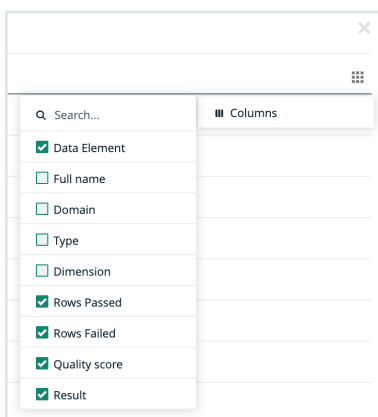 Search...
Columns
Data Element
Full name
Domain
Type
Dimension
Rows Passed
Rows Failed
Quality score
Result